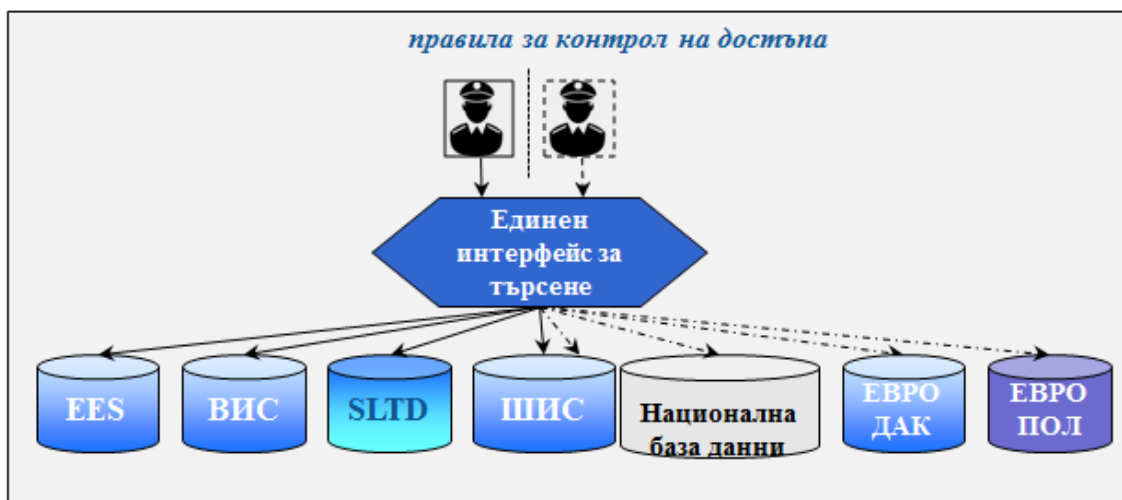 правила за контрол на достъпа
Единен
интерфейс за
търсене
EES
ВИС
SLTD
ШИС
Национална
база данни
ЕВРО
ДАК
ЕВРО
ПОЛ